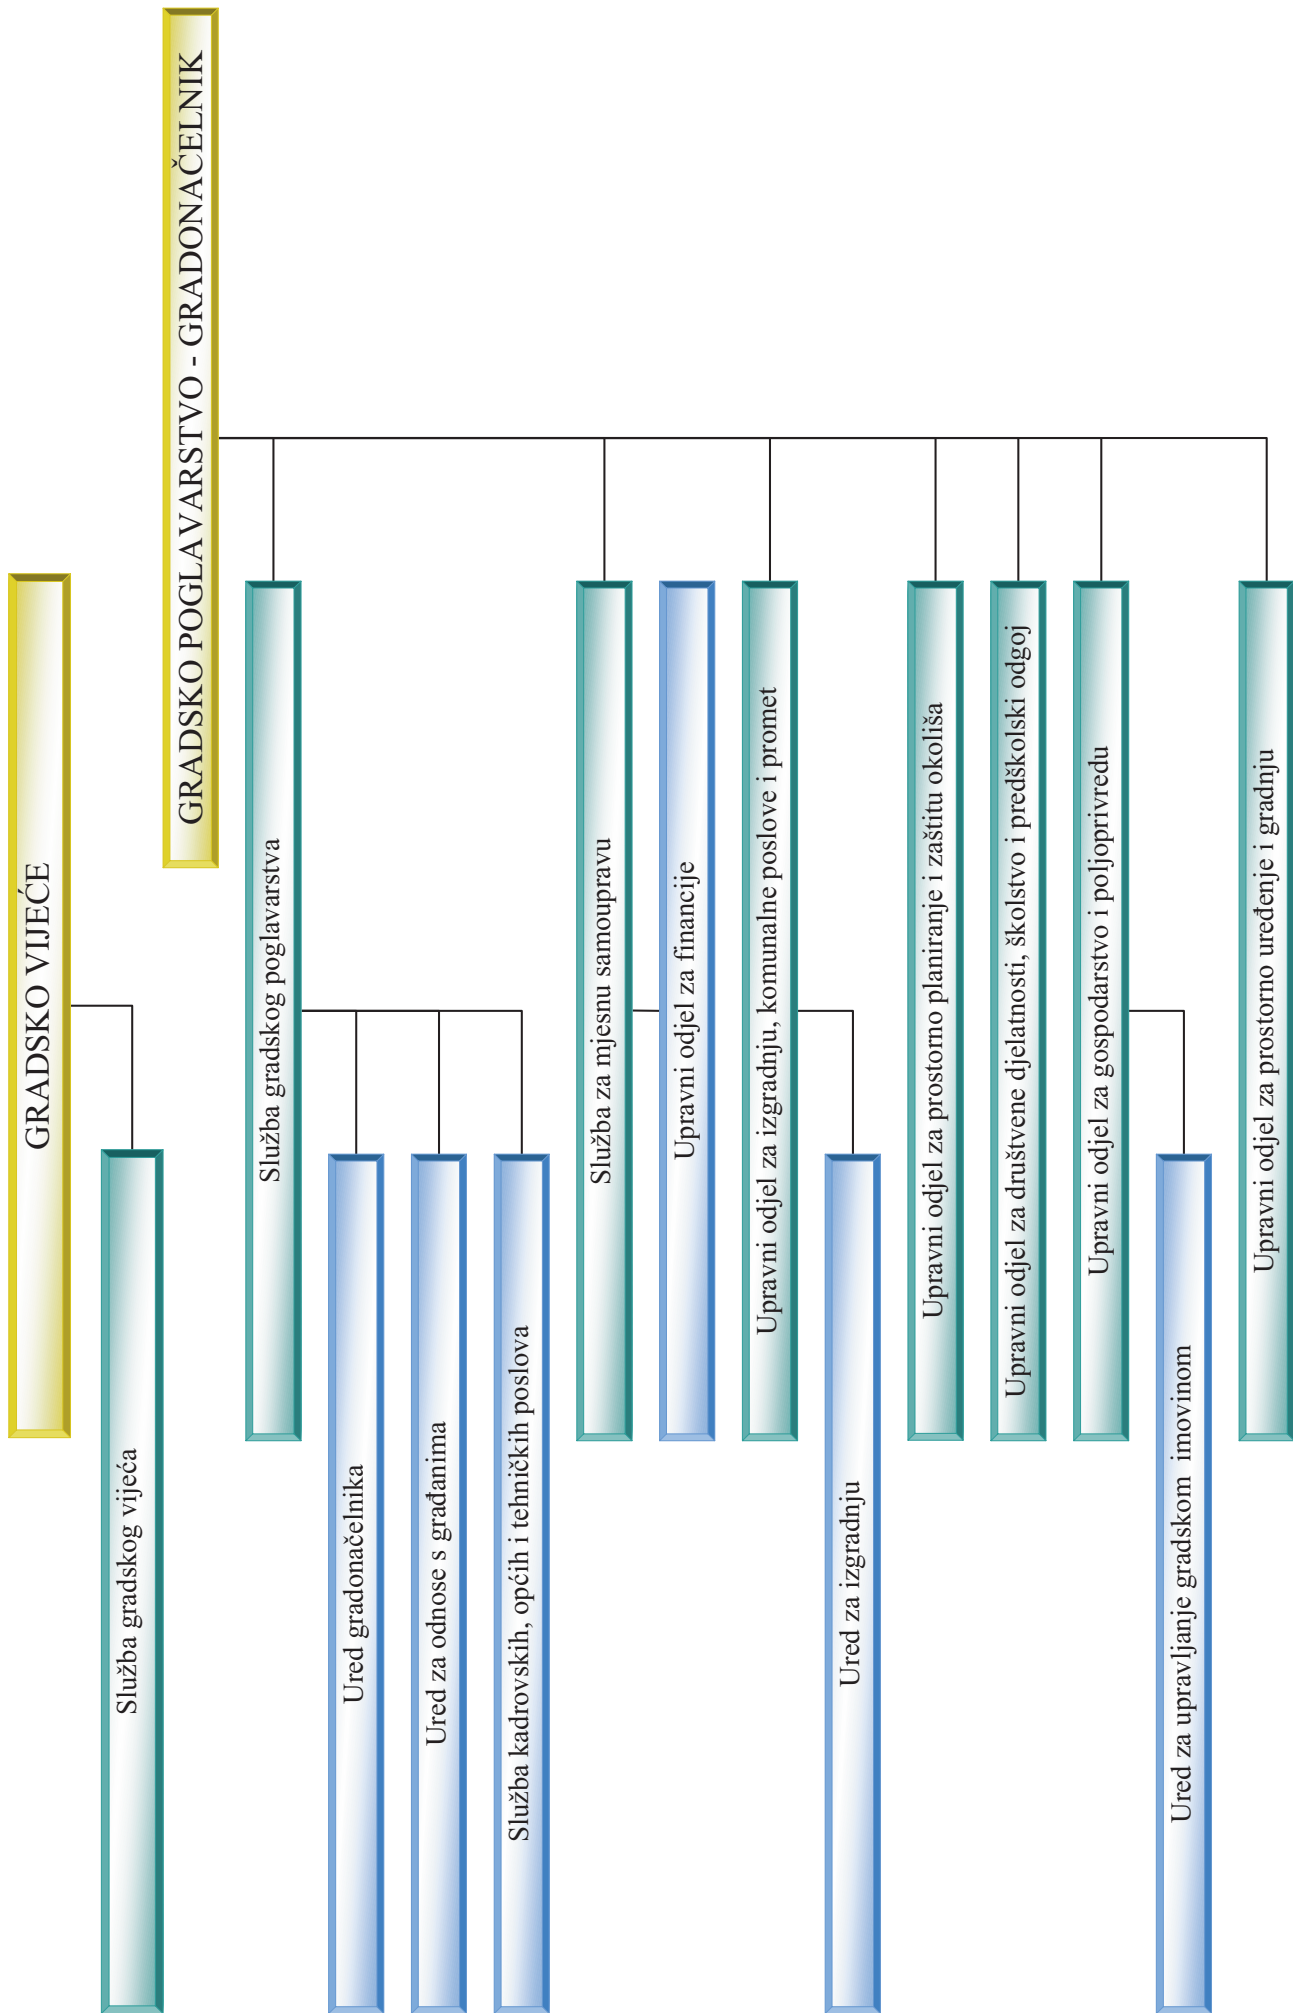 GRADSKO VIJEĆE
Služba gradskog vijeća
GRADSKO POGLAVARSTVO - GRADONAČELNIK
Služba gradskog poglavarstva
Ured gradonačelnika
Ured za odnose s građanima
Služba kadrovskih, općih i tehničkih poslova
Služba za mjesnu samoupravu
Upravni odjel za financije
Upravni odjel za izgradnju, komunalne poslove i promet
Ured za izgradnju
Upravni odjel za prostorno planiranje i zaštitu okoliša
Upravni odjel za društvene djelatnosti, školstvo i predškolski odgoj
Upravni odjel za gospodarstvo i poljoprivredu
Ured za upravljanje gradskom  imovinom
Upravni odjel za prostorno uređenje i gradnju